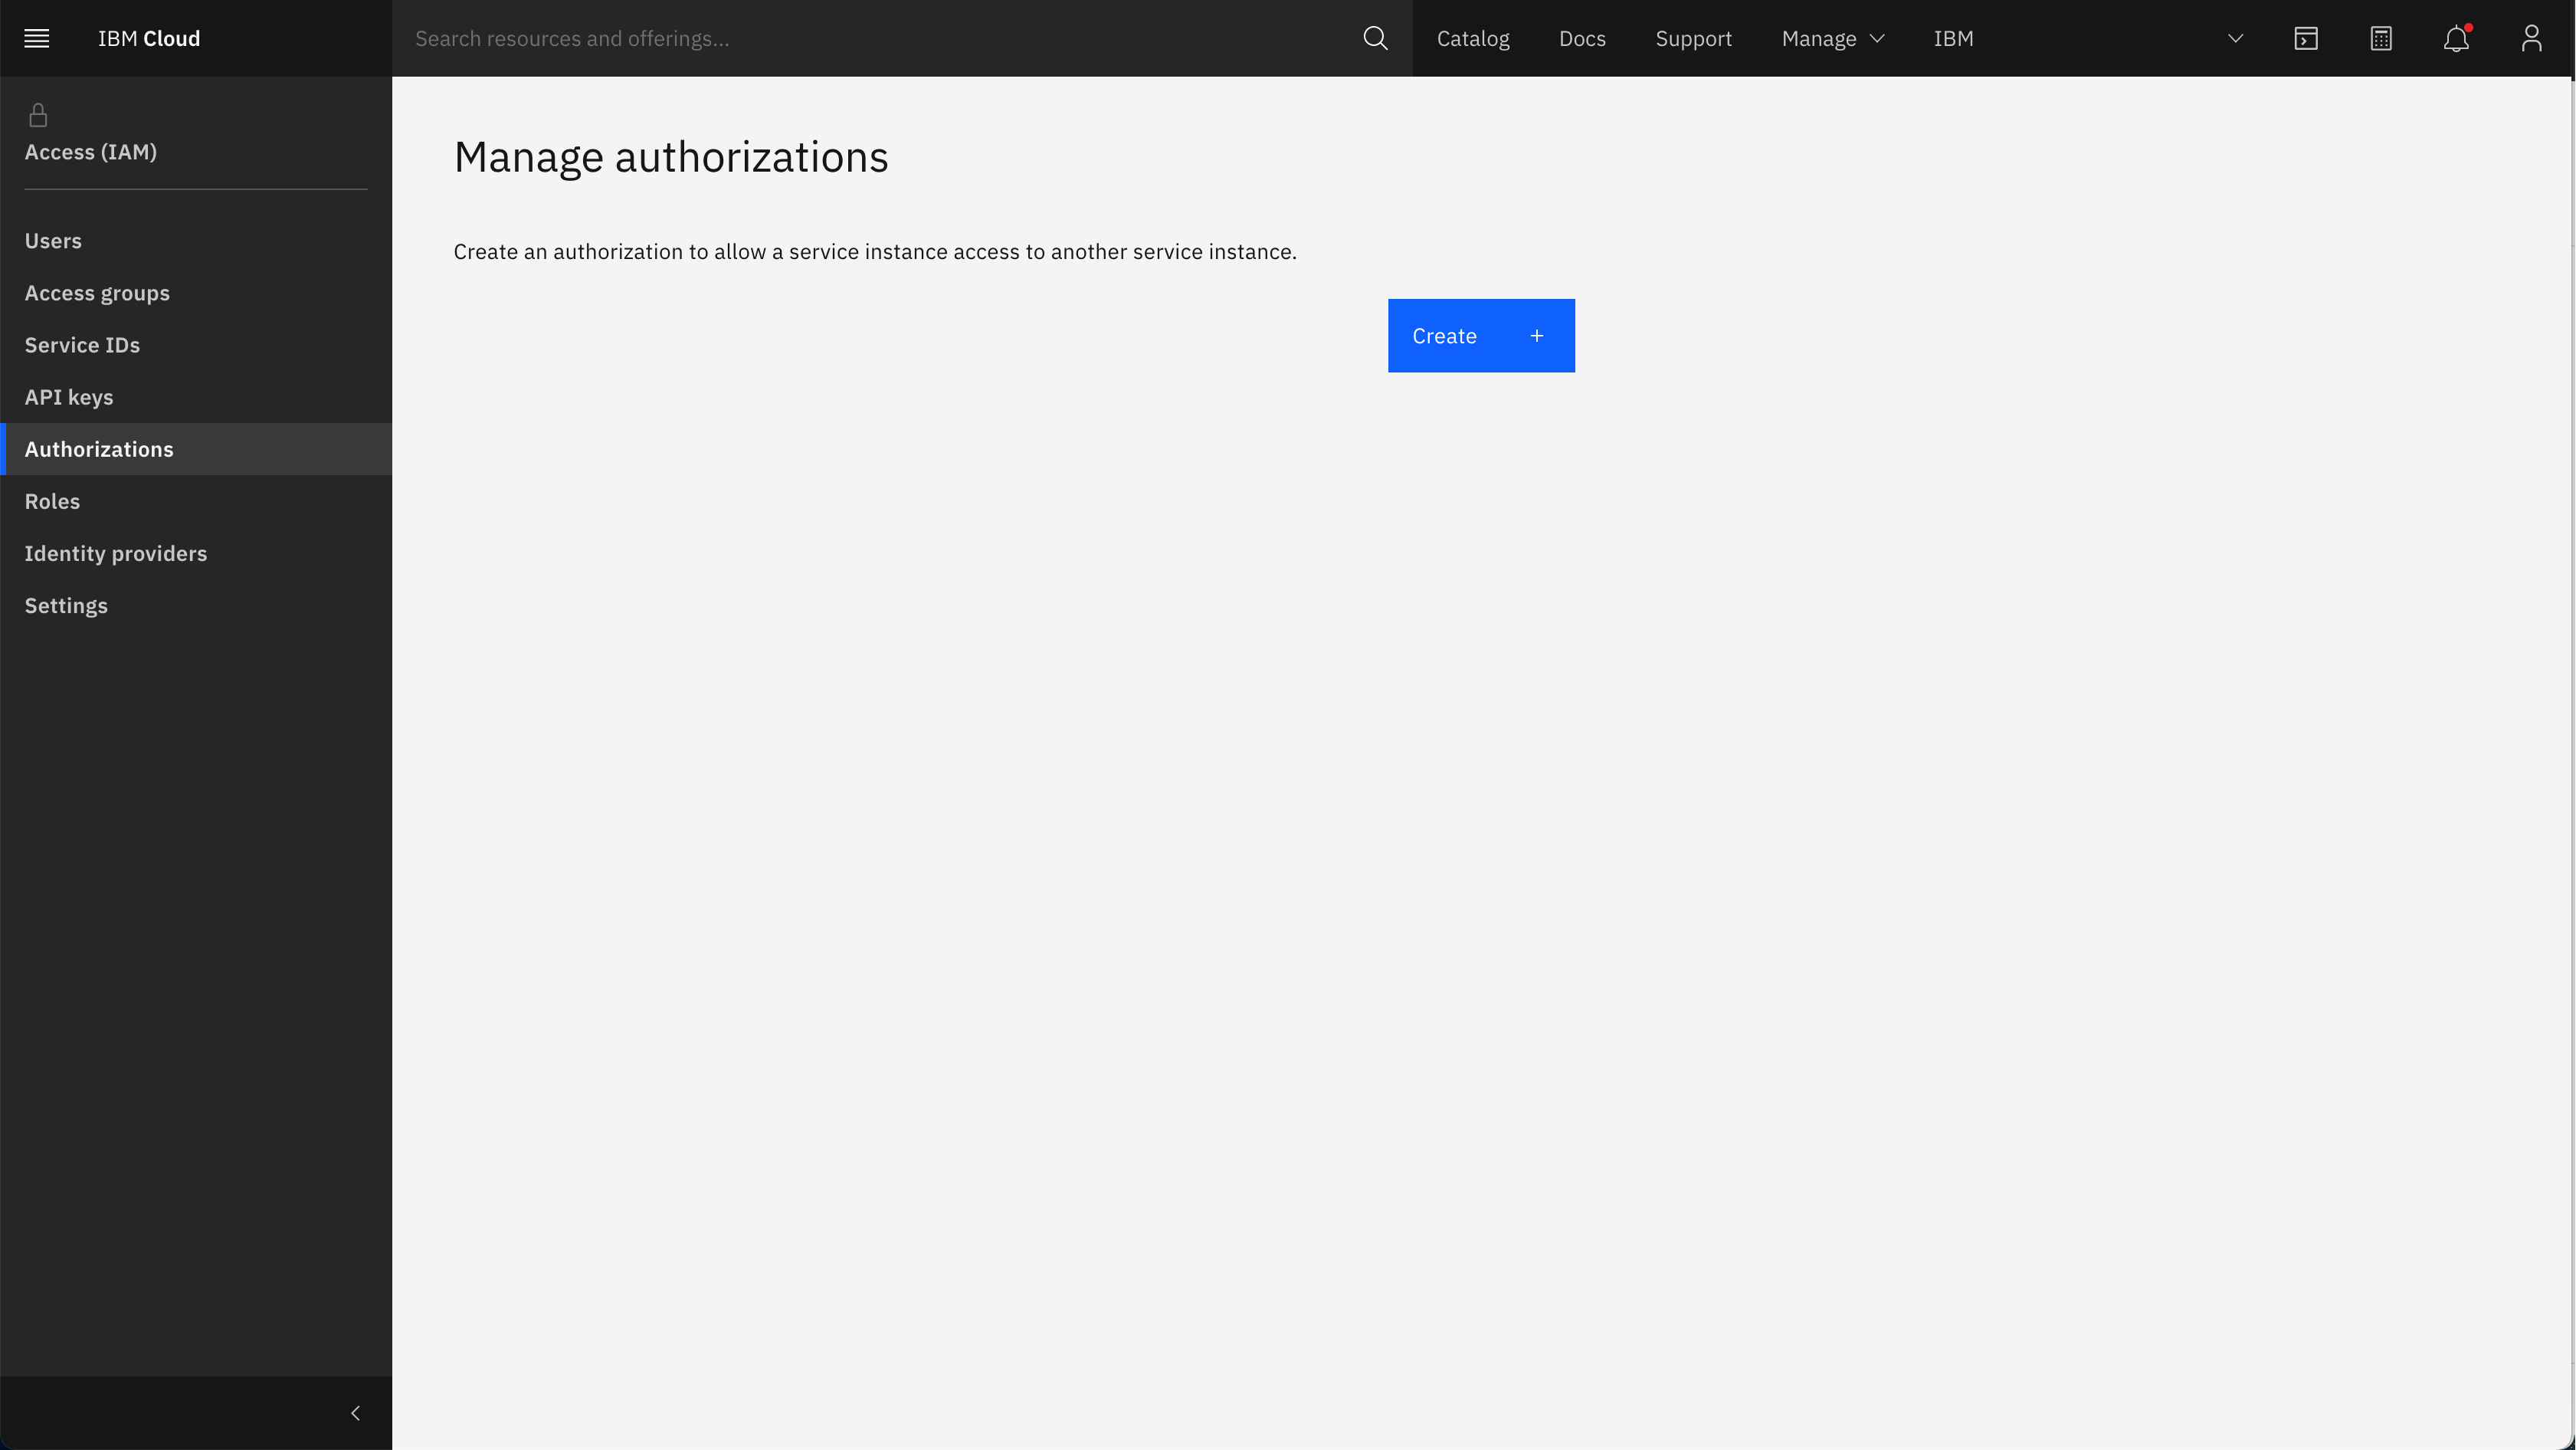 IBM Cloud
Search resources and offerings...
Catalog
Docs
Support
Manage
IBM
Access (IAM)
Users
Access groups
Service IDs
API keys
Authorizations
Roles
Identity providers
Settings
Manage authorizations
Create an authorization to allow a service instance access to another service instance.
Create +